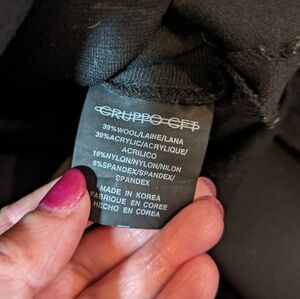 GRUPPO GFT
39%WOOL/LAINE/LANA
39%ACRYLIC/ACRYLIQUE/
ACRILICO
16%NYLON/NYLON/NILON
6%SPANDEX/SPANDEX/
SPANDEX
MADE IN KOREA
FABRIQUE EN COREE
HECHO EN COREA